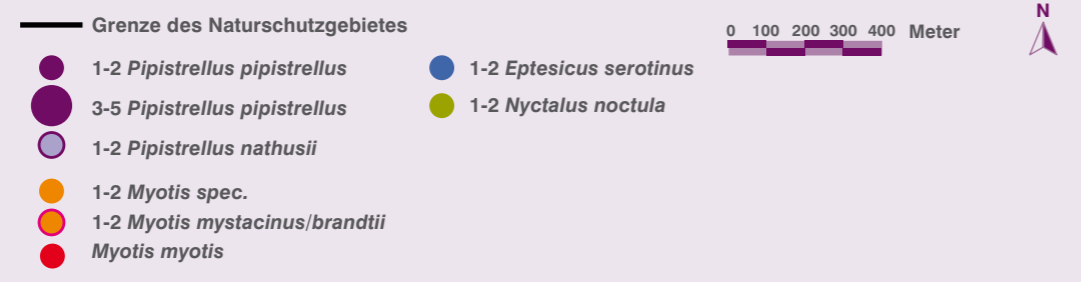 Grenze des Naturschutzgebietes
1-2 Pipistrellus pipistrellus
3-5 Pipistrellus pipistrellus
1-2 Pipistrellus nathusii
1-2 Myotis spec.
1-2 Myotis mystacinus/brandtii
Myotis myotis
1-2 Eptesicus serotinus
1-2 Nyctalus noctula
0 100 200 300 400 Meter
N